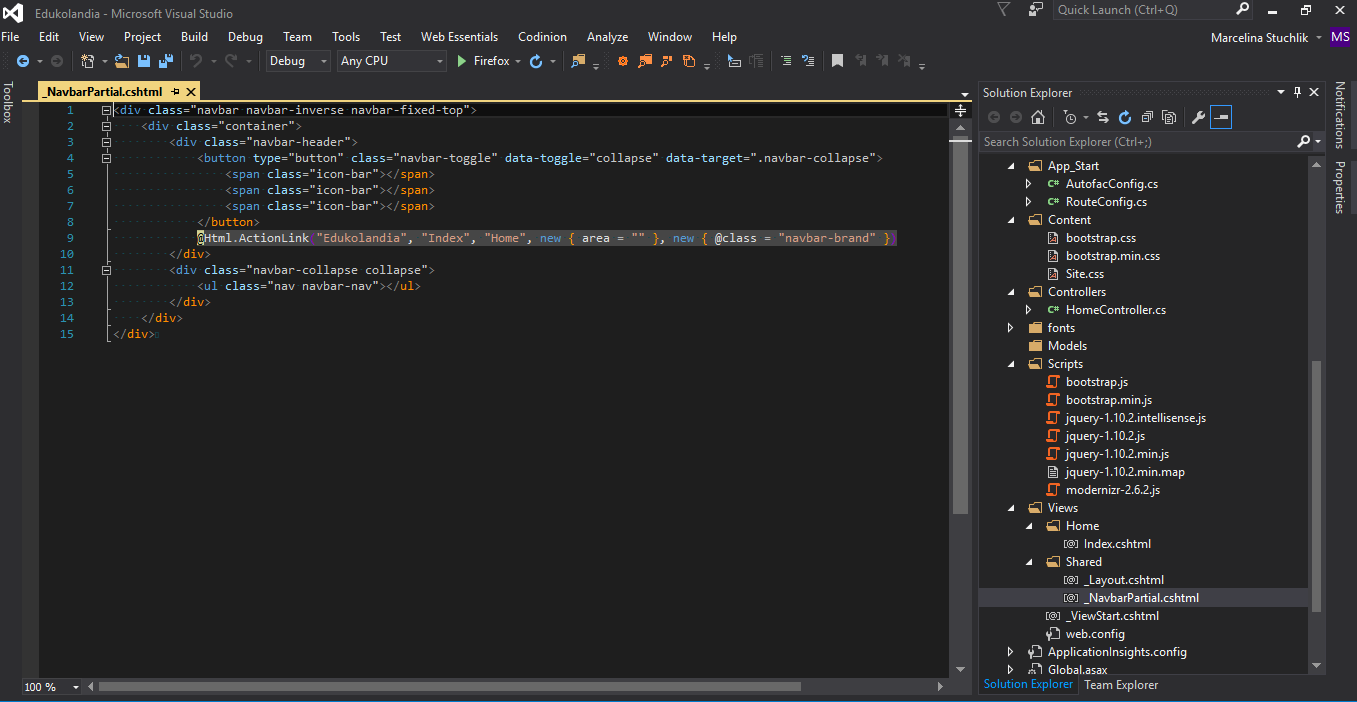 Edukolandia - Microsoft Visual Studio
Quick Launch (Ctrl+Q)
File Edit View Project Build Debug Team Tools Test Web Essentials Codinion Analyze Window Help
Marcelina Stuchlik MS
Debug Any CPU Firefox
Toolbox
_NavbarPartial.cshtml
1 <div class="navbar navbar-inverse navbar-fixed-top">
2 <div class="container">
3 <div class="navbar-header">
4 <button type="button" class="navbar-toggle" data-toggle="collapse" data-target=".navbar-collapse">
5 <span class="icon-bar"></span>
6 <span class="icon-bar"></span>
7 <span class="icon-bar"></span>
8 </button>
9 @Html.ActionLink "Edukolandia", "Index", "Home", new { area = "" }, new { @class = "navbar-brand" }
10 </div>
11 <div class="navbar-collapse collapse">
12 <ul class="nav navbar-nav"></ul>
13 </div>
14 </div>
15 </div>
100 %
Solution Explorer
Search Solution Explorer (Ctrl+;)
App_Start
C# AutofacConfig.cs
C# RouteConfig.cs
Content
bootstrap.css
bootstrap.min.css
Site.css
Controllers
C# HomeController.cs
fonts
Models
Scripts
bootstrap.js
bootstrap.min.js
jquery-1.10.2.intellisense.js
jquery-1.10.2.js
jquery-1.10.2.min.js
jquery-1.10.2.min.map
modernizr-2.6.2.js
Views
Home
[@] Index.cshtml
Shared
[@] _Layout.cshtml
[@] _NavbarPartial.cshtml
[@] _ViewStart.cshtml
web.config
ApplicationInsights.config
Global.asax
Solution Explorer Team Explorer
Notifications
Properties